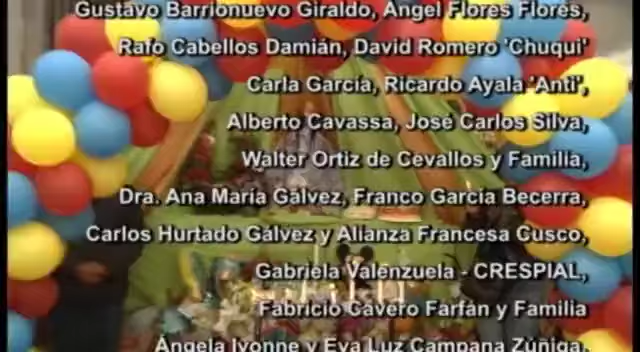 Gustavo Barrionuevo Giraldo, Ángel Flores Flores,
Rafo Cabellos Damián, David Romero 'Chuqui'
Carla García, Ricardo Ayala 'Anti',
Alberto Cavassa, José Carlos Silva,
Walter Ortiz de Cevallos y Familia,
Dra. Ana María Gálvez, Franco García Becerra,
Carlos Hurtado Gálvez y Alianza Francesa Cusco,
Gabriela Valenzuela - CRESPIAL,
Fabricio Cavero Farfán y Familia
Ángela Ivonne y Eva Luz Campana Zúñiga,